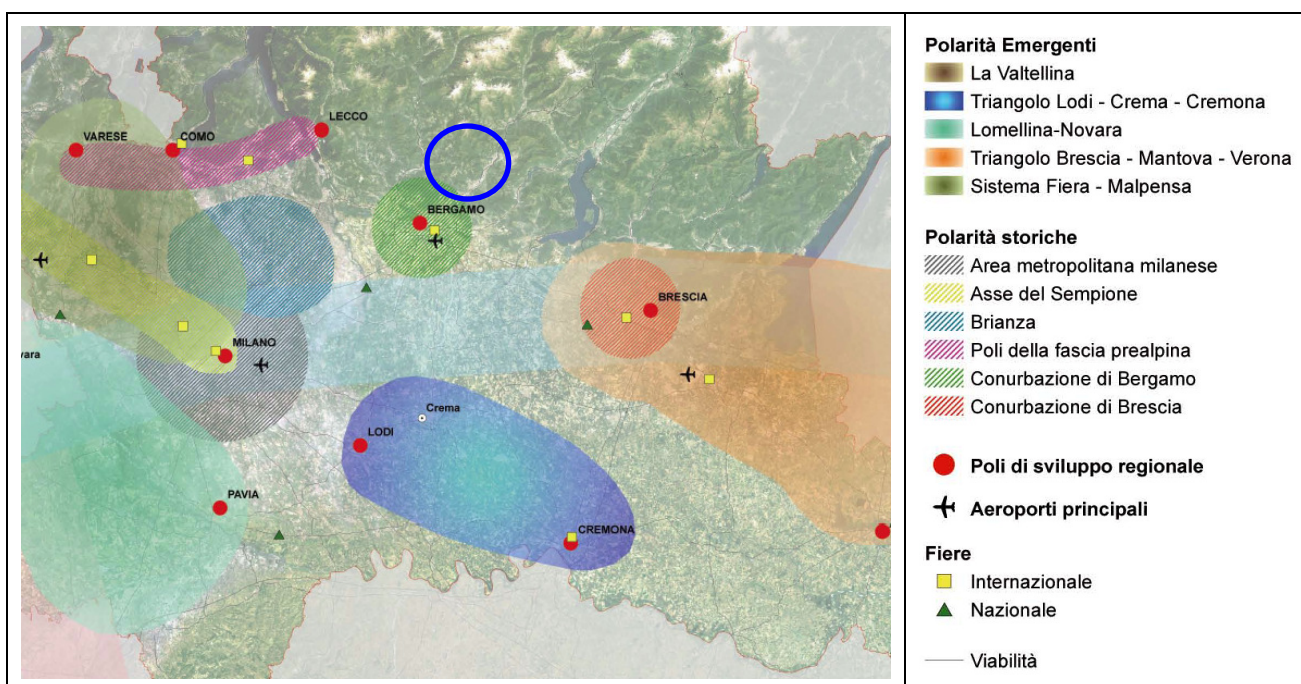 LECCO
VARESE
COMO
BERGAMO
BRESCIA
MILANO
vara
Crema
LODI
PAVIA
CREMONA
Polarità Emergenti
La Valtellina
Triangolo Lodi - Crema - Cremona
Lomellina-Novara
Triangolo Brescia - Mantova - Verona
Sistema Fiera - Malpensa
Polarità storiche
Area metropolitana milanese
Asse del Sempione
Brianza
Poli della fascia prealpina
Conurbazione di Bergamo
Conurbazione di Brescia
Poli di sviluppo regionale
Aeroporti principali
Fiere
Internazionale
Nazionale
Viabilità